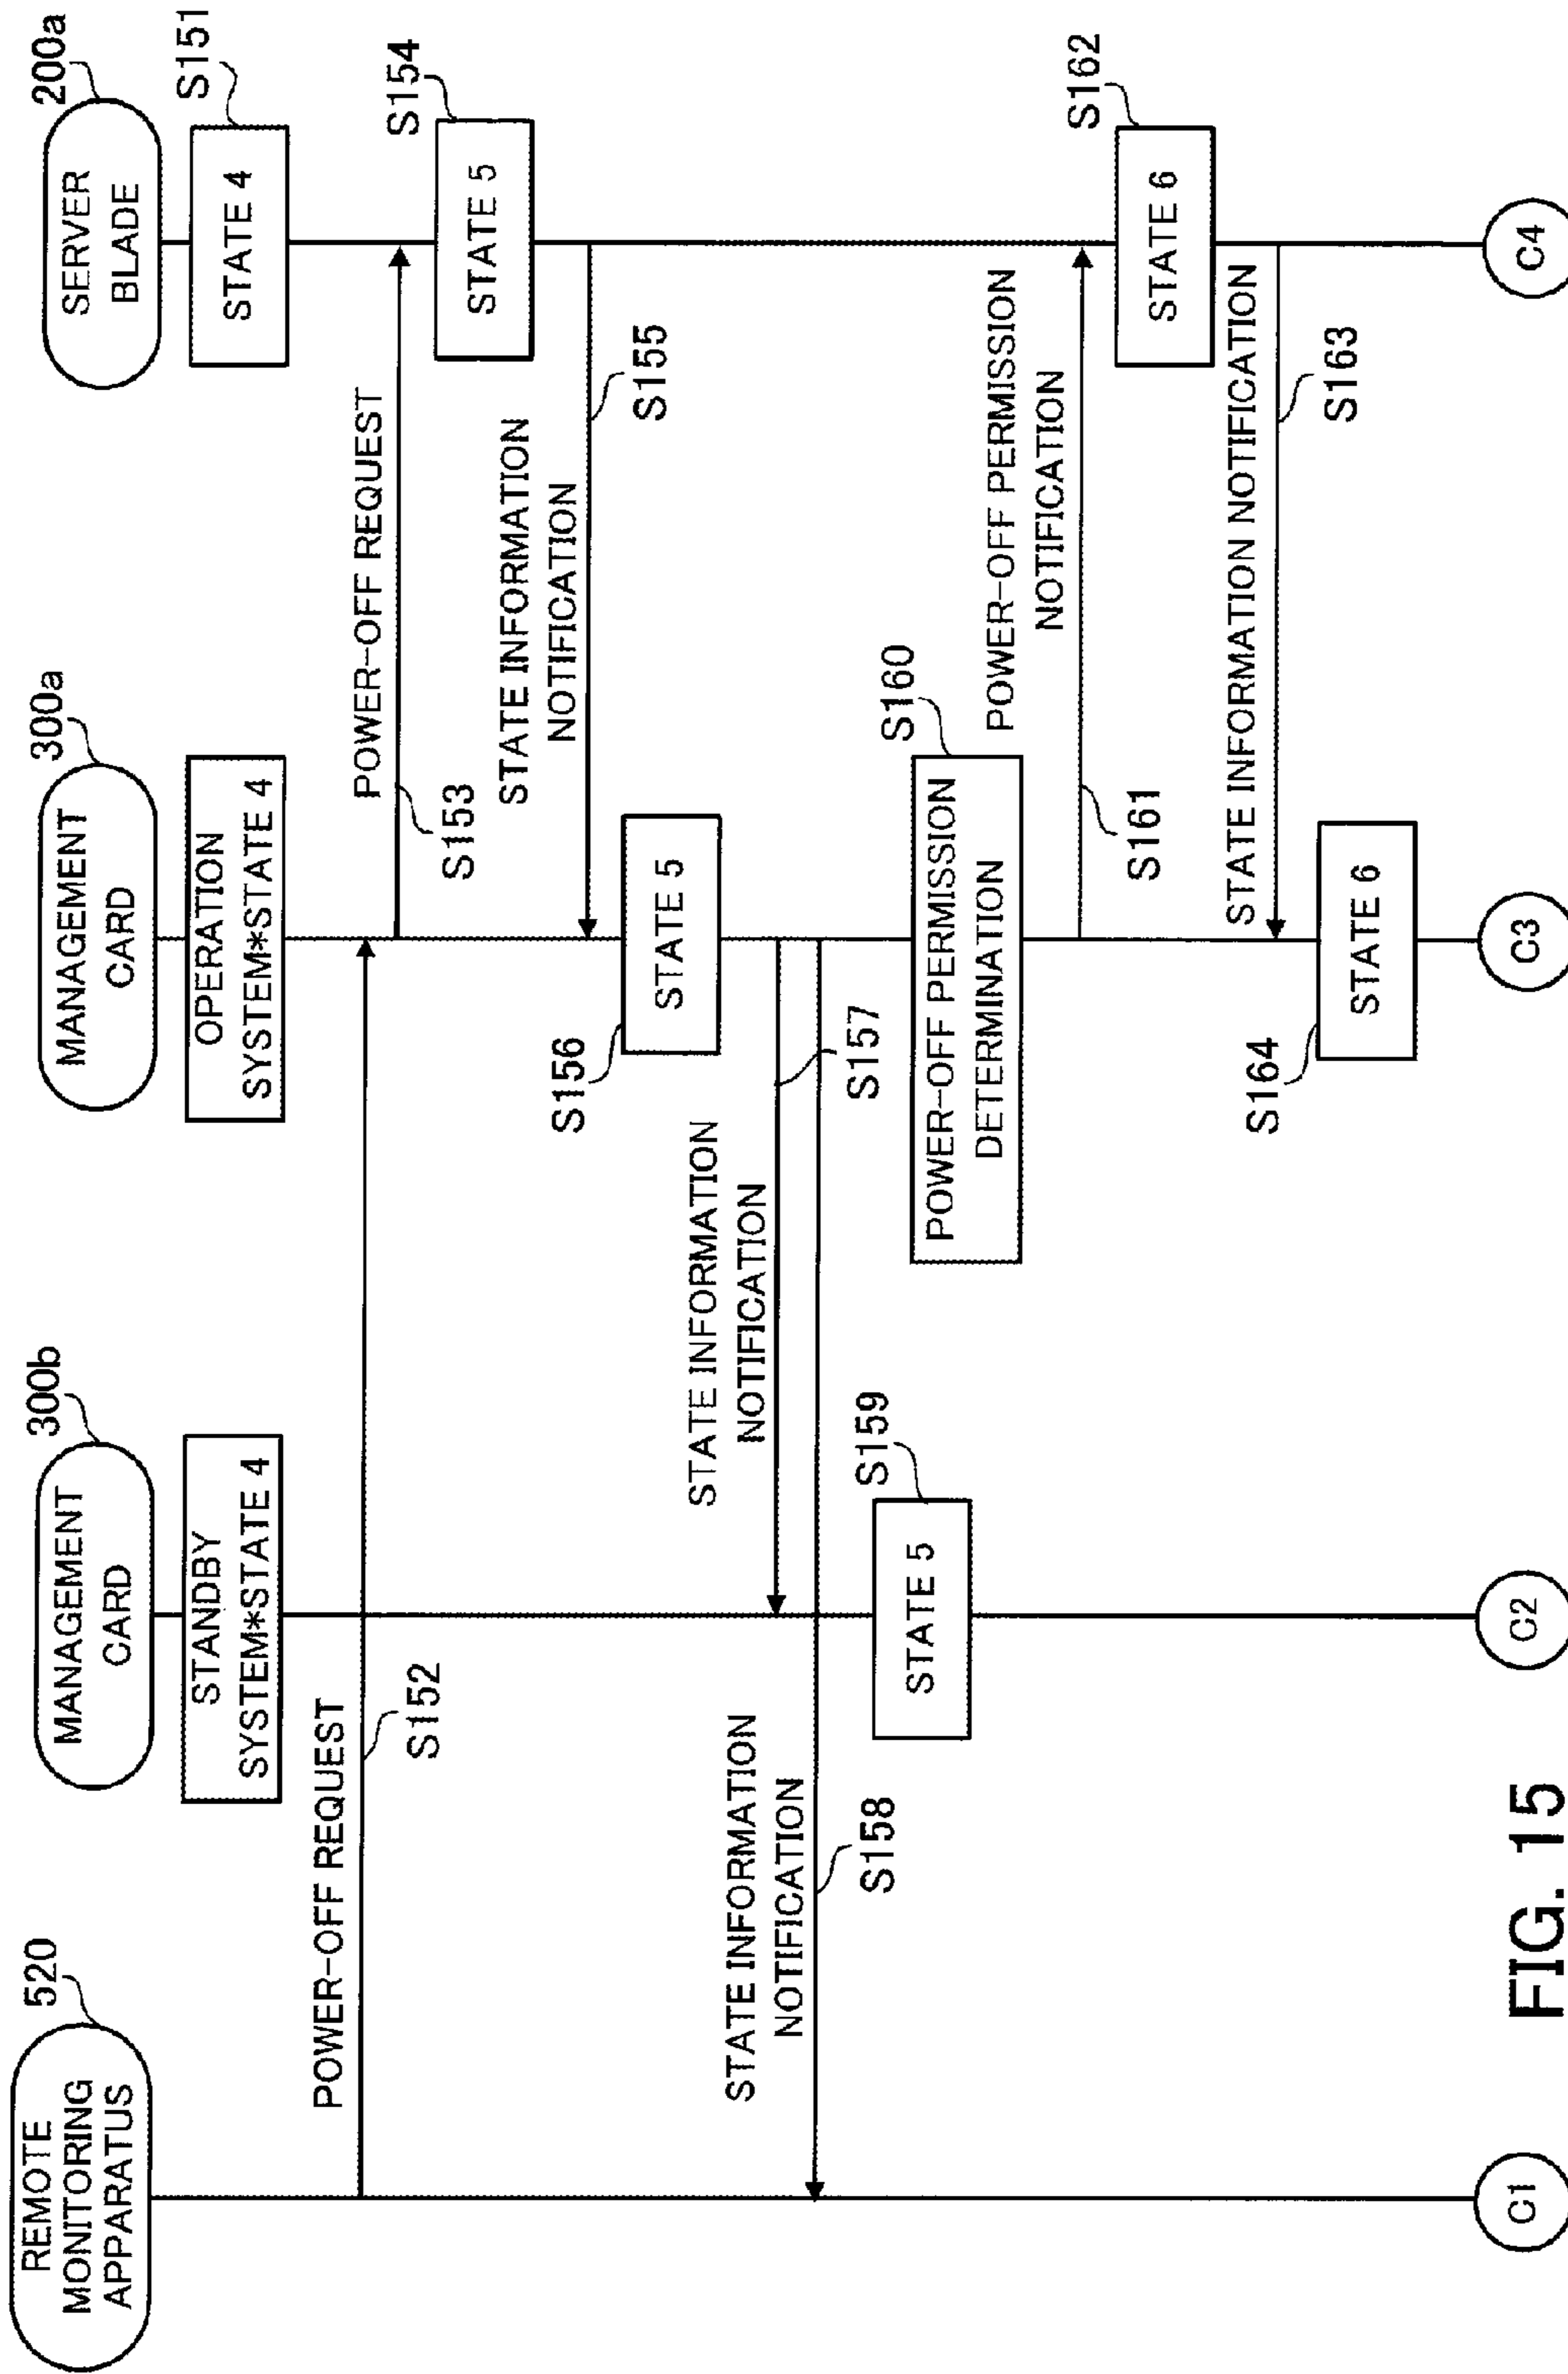 REMOTE
MONITORING
APPARATUS
520
MANAGEMENT
CARD
300b
MANAGEMENT
CARD
300a
SERVER
BLADE
200a
STANDBY
SYSTEM*STATE 4
OPERATION
SYSTEM*STATE 4
STATE 4
S151
POWER-OFF REQUEST
S152
POWER-OFF REQUEST
S153
STATE 5
S154
STATE INFORMATION
NOTIFICATION
S155
STATE 5
S156
STATE INFORMATION
NOTIFICATION
S157
STATE INFORMATION
NOTIFICATION
S158
STATE 5
S159
POWER-OFF PERMISSION
DETERMINATION
S160
POWER-OFF PERMISSION
NOTIFICATION
S161
STATE 6
S162
STATE INFORMATION NOTIFICATION
S163
STATE 6
S164
C1
C2
C3
C4
FIG. 15